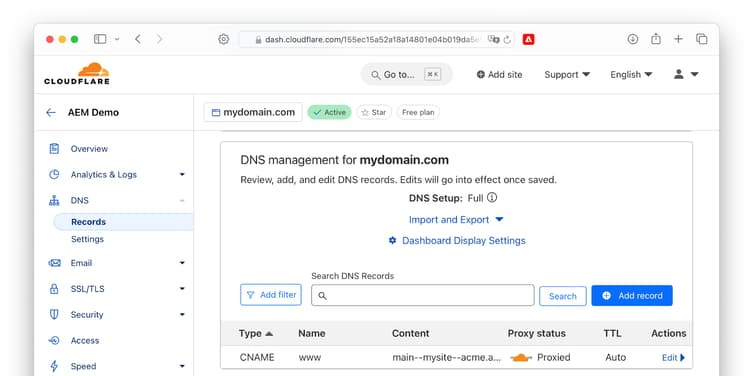 dash.cloudflare.com/155ec15a52a18a14801e04b019da5e
CLOUDFLARE
Go to... ⌘K
Add site
Support
English
AEM Demo
mydomain.com
Active
Star
Free plan
Overview
Analytics & Logs
DNS
Records
Settings
Email
SSL/TLS
Security
Access
Speed
DNS management for mydomain.com
Review, add, and edit DNS records. Edits will go into effect once saved.
DNS Setup: Full
Import and Export
Dashboard Display Settings
Search DNS Records
Add filter
Search
Add record
Type Name Content Proxy status TTL Actions
CNAME www main--mysite--acme.a... Proxied Auto Edit